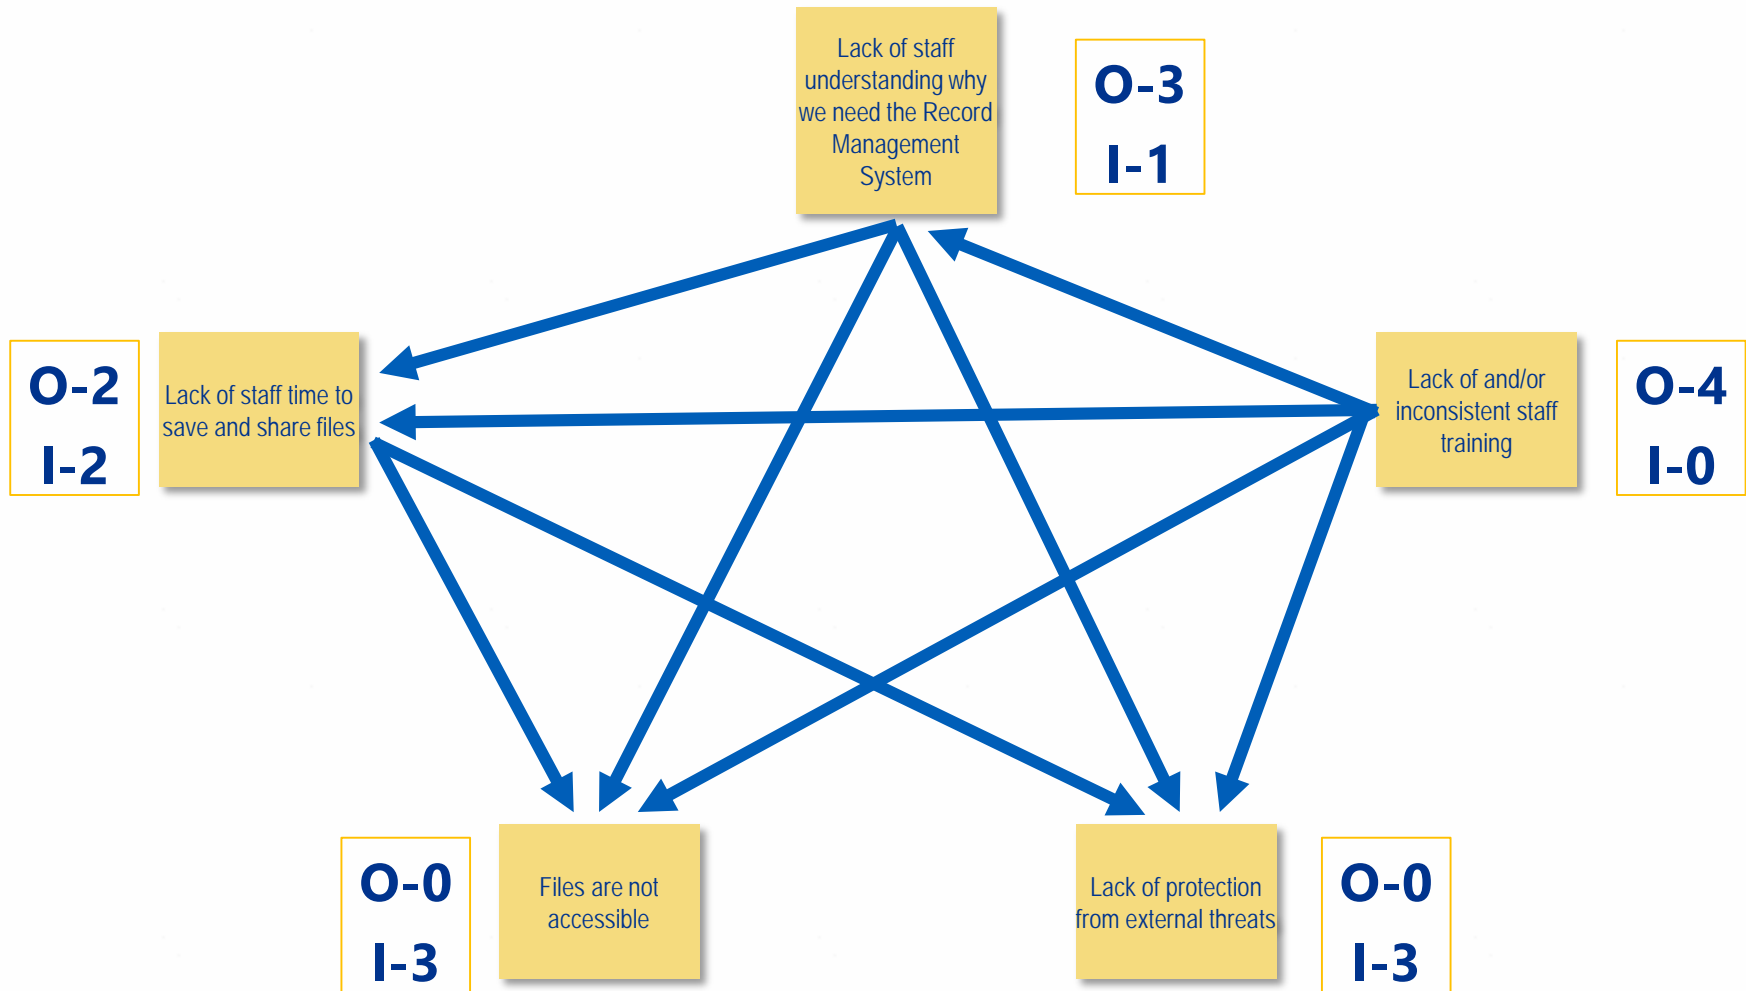 Lack of staff
understanding why
we need the Record
Management
System
O-3
I-1
O-2
I-2
Lack of staff time to
save and share files
Lack of and/or
inconsistent staff
training
O-4
I-0
O-0
I-3
Files are not
accessible
Lack of protection
from external threats
O-0
I-3